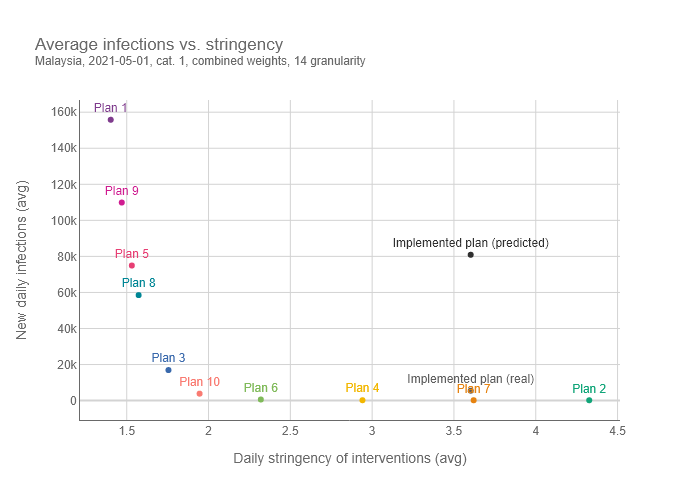 Average infections vs. stringency
Malaysia, 2021-05-01, cat. 1, combined weights, 14 granularity
160k
140k
120k
100k
80k
60k
40k
20k
0
New daily infections (avg)
Plan 1
Plan 9
Plan 5
Plan 8
Implemented plan (predicted)
Plan 3
Plan 10
Plan 6
Plan 4
Implemented plan (real)
Plan 7
Plan 2
1.5 2 2.5 3 3.5 4 4.5
Daily stringency of interventions (avg)